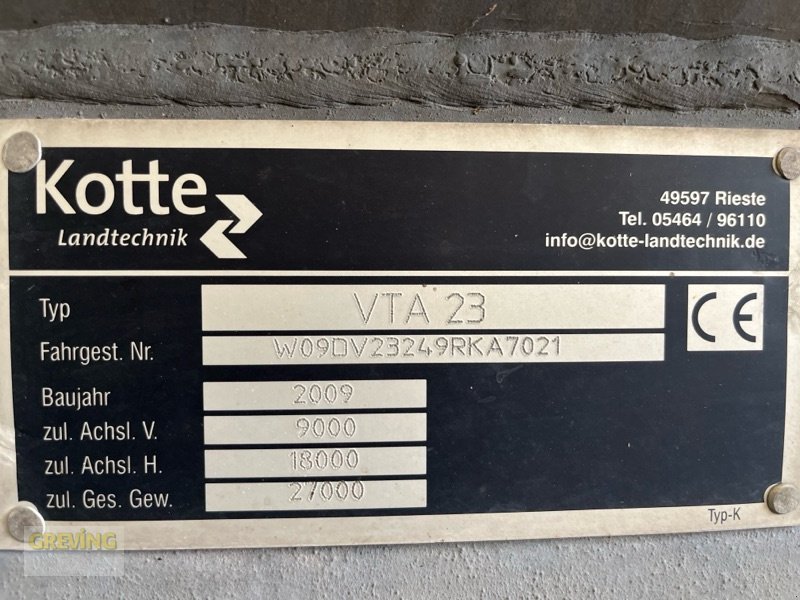 Kotte
Landtechnik
49597 Rieste
Tel. 05464 / 96110
info@kotte-landtechnik.de
Typ VTA 23
Fahrgest. Nr. W09DV23249RKA7021
CE
Baujahr 2009
zul. Achsl. V. 9000
zul. Achsl. H. 18000
zul. Ges. Gew. 27000
Typ-K
GREVING